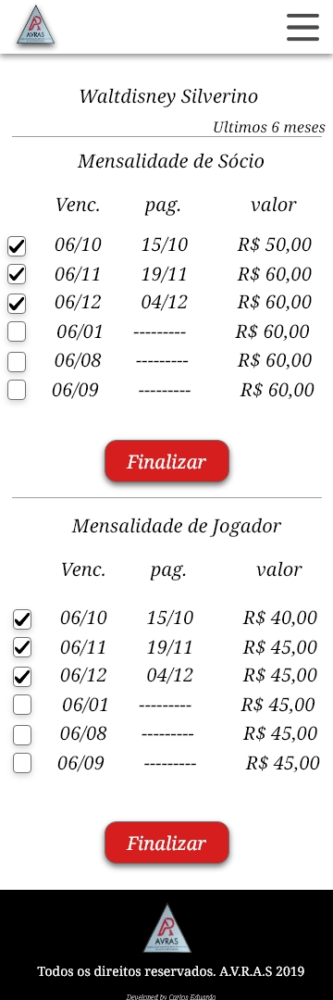 AVRAS
Waltdisney Silverino
Ultimos 6 meses
Mensalidade de Sócio
Venc. pag. valor
06/10 15/10 R$ 50,00
06/11 19/11 R$ 60,00
06/12 04/12 R$ 60,00
06/01 --------- R$ 60,00
06/08 --------- R$ 60,00
06/09 --------- R$ 60,00
Finalizar
Mensalidade de Jogador
Venc. pag. valor
06/10 15/10 R$ 40,00
06/11 19/11 R$ 45,00
06/12 04/12 R$ 45,00
06/01 --------- R$ 45,00
06/08 --------- R$ 45,00
06/09 --------- R$ 45,00
Finalizar
AVRAS
Todos os direitos reservados. A.V.R.A.S 2019
Developed by Carlos Eduardo